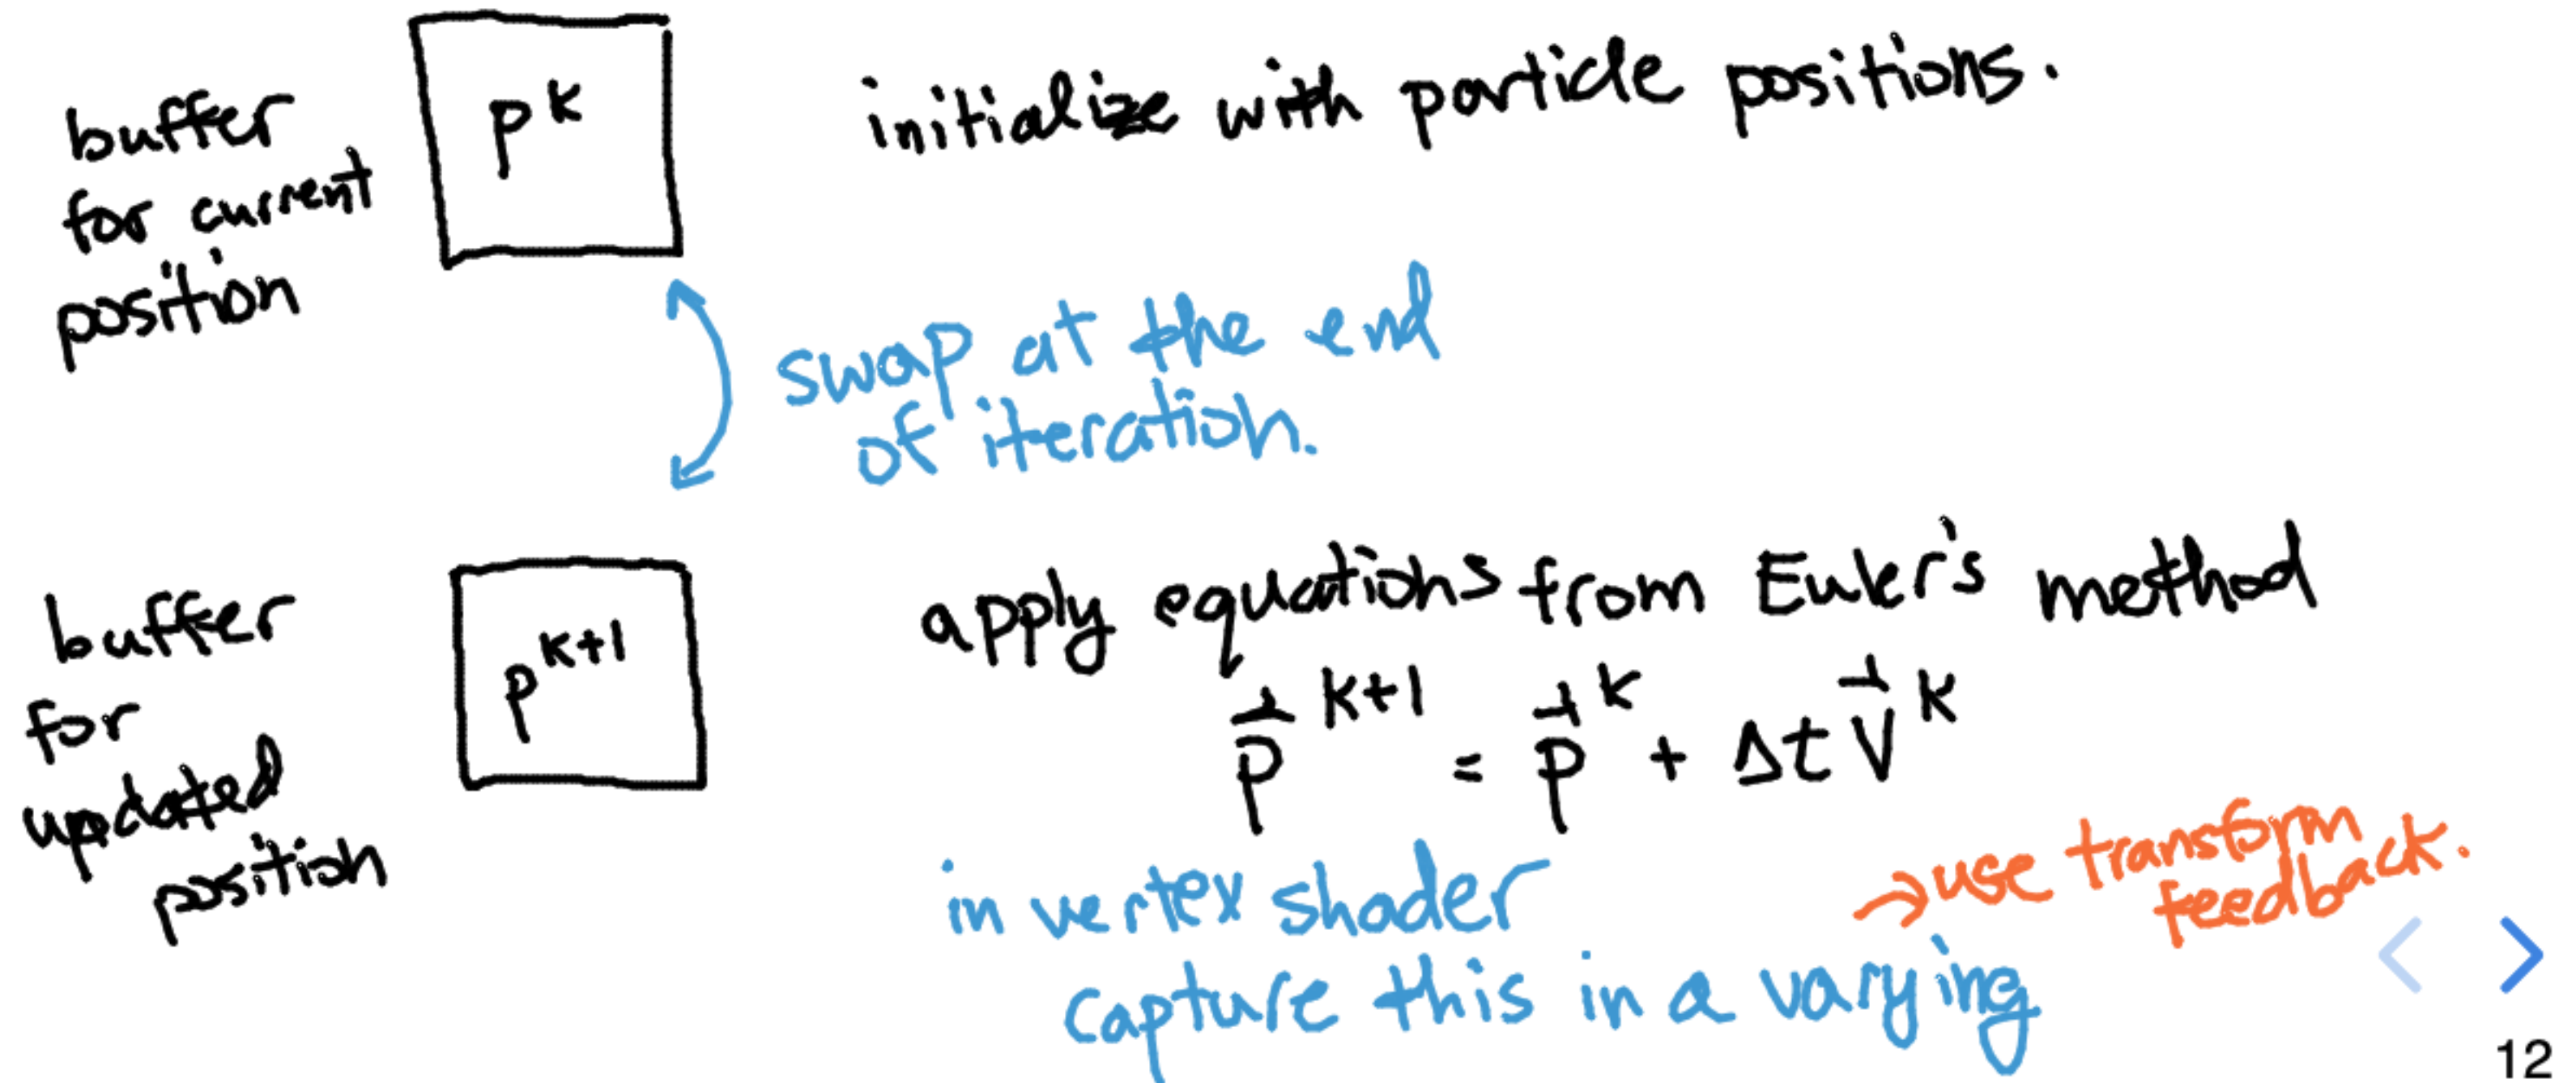 buffer
for current
position
p^k
initialize with particle positions.
swap at the end
of iteration.
buffer
for
updated
position
p^{k+1}
apply equations from Euler's method
p⃗^{k+1} = p⃗^k + Δt v⃗^k
in vertex shader
capture this in a varying
→ use transform
feedback.
12